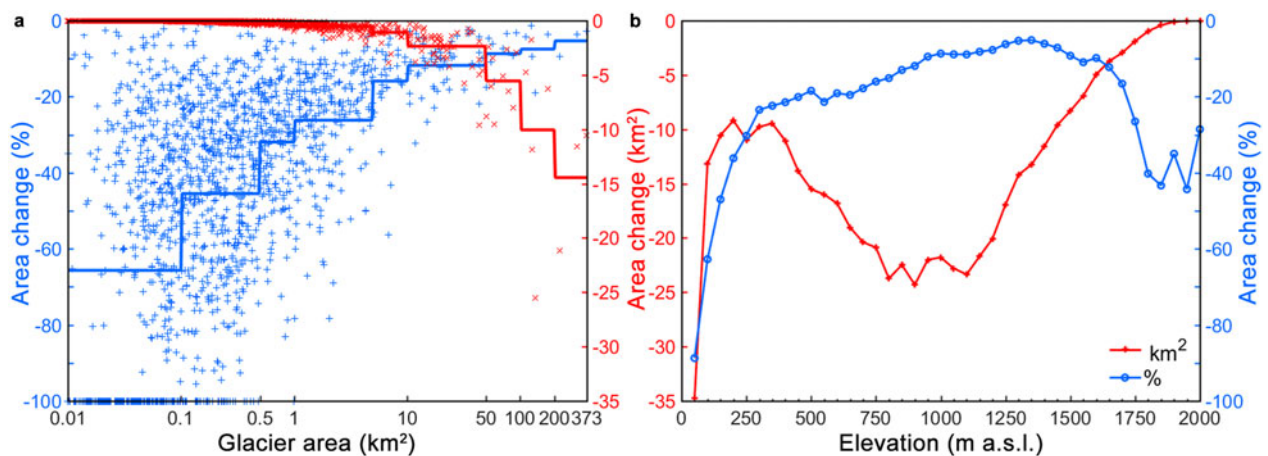 a
Area change (%)
0
-20
-40
-60
-80
-100
0.01 0.1 0.5 1 10 50 100 200 373
Glacier area (km²)
0
-5
-10
-15
-20
-25
-30
-35
Area change (km²)
b
Area change (km²)
0
-5
-10
-15
-20
-25
-30
-35
0 250 500 750 1000 1250 1500 1750 2000
Elevation (m a.s.l.)
km²
%
0
-20
-40
-60
-80
-100
Area change (%)